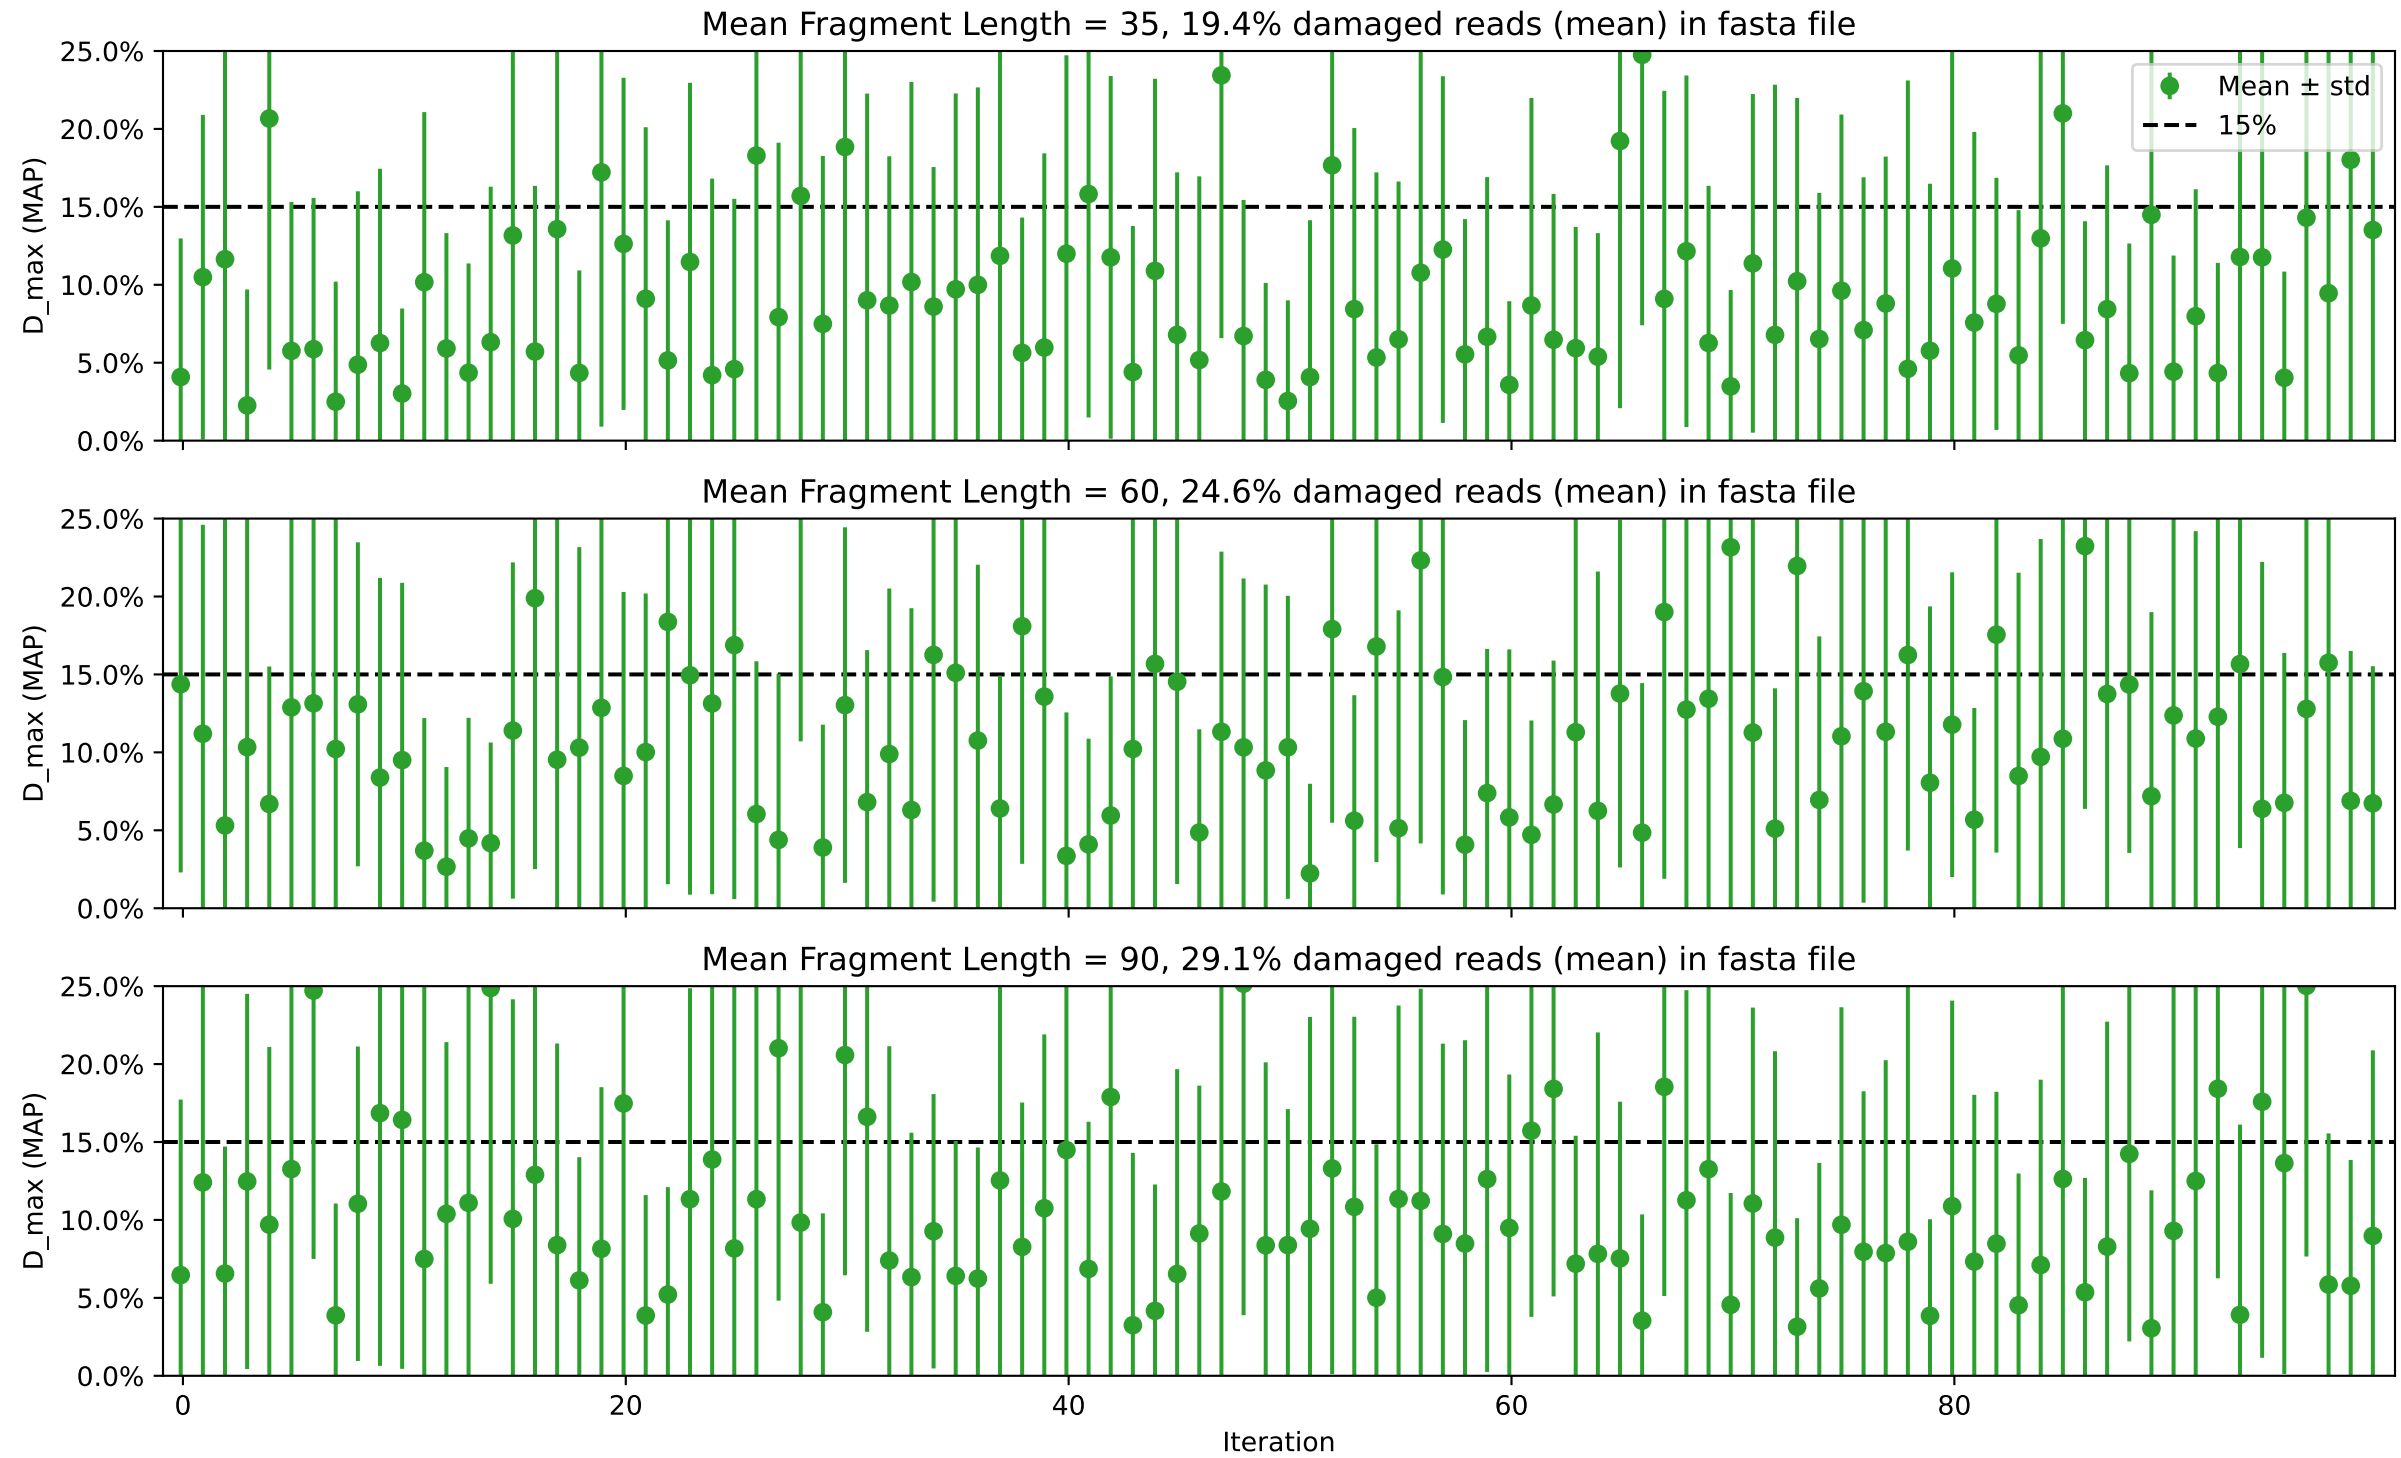 Mean Fragment Length = 35, 19.4% damaged reads (mean) in fasta file
25.0%
20.0%
15.0%
10.0%
5.0%
0.0%
D_max (MAP)
Mean ± std
15%
Mean Fragment Length = 60, 24.6% damaged reads (mean) in fasta file
25.0%
20.0%
15.0%
10.0%
5.0%
0.0%
D_max (MAP)
Mean Fragment Length = 90, 29.1% damaged reads (mean) in fasta file
25.0%
20.0%
15.0%
10.0%
5.0%
0.0%
D_max (MAP)
0 20 40 60 80
Iteration